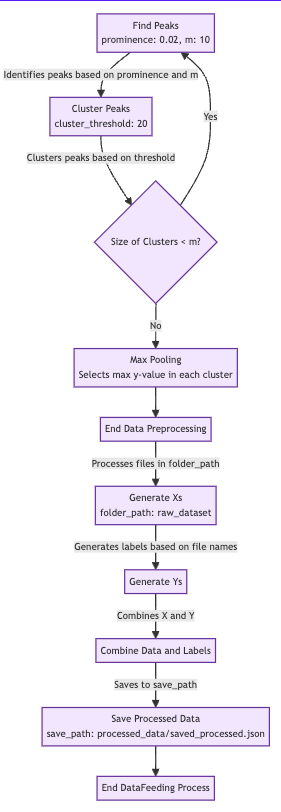 Find Peaks
prominence: 0.02, m: 10
Identifies peaks based on prominence and m
Cluster Peaks
cluster_threshold: 20
Yes
Clusters peaks based on threshold
Size of Clusters < m?
No
Max Pooling
Selects max y-value in each cluster
End Data Preprocessing
Processes files in folder_path
Generate Xs
folder_path: raw_dataset
Generates labels based on file names
Generate Ys
Combines X and Y
Combine Data and Labels
Saves to save_path
Save Processed Data
save_path: processed_data/saved_processed.json
End DataFeeding Process